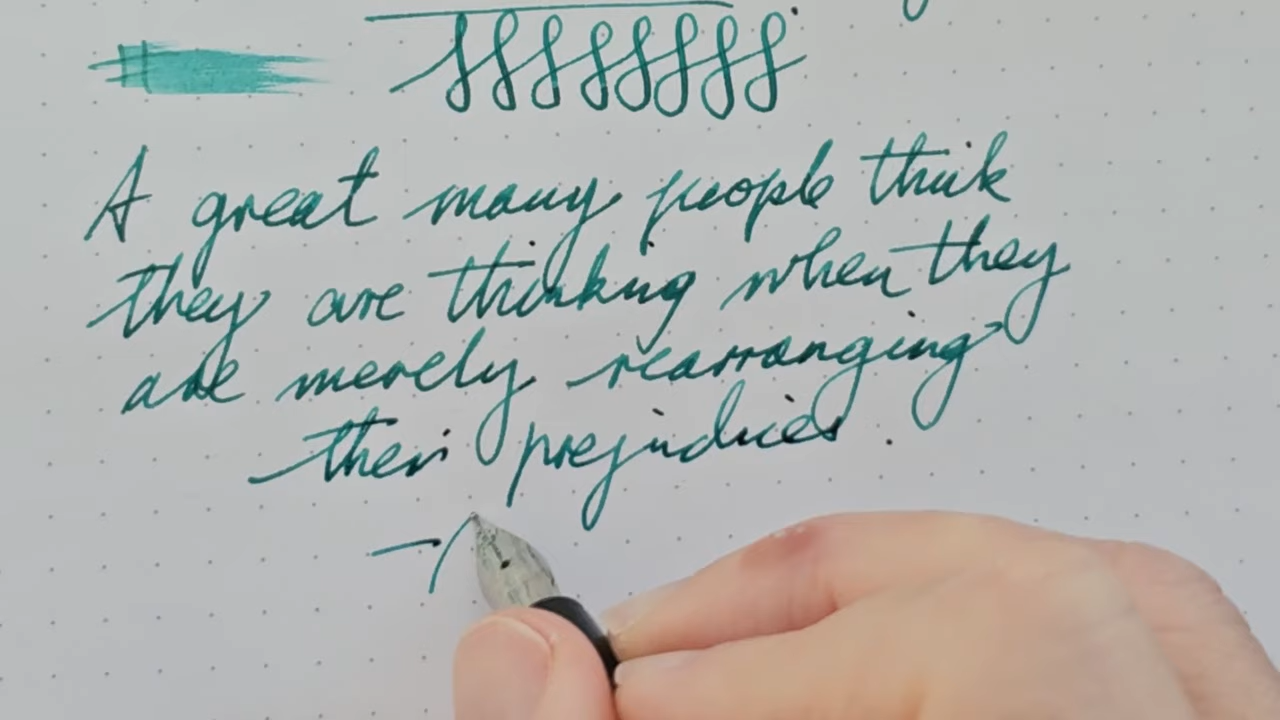 A great many people think
they are thinking when they
are merely rearranging
their prejudices.
—